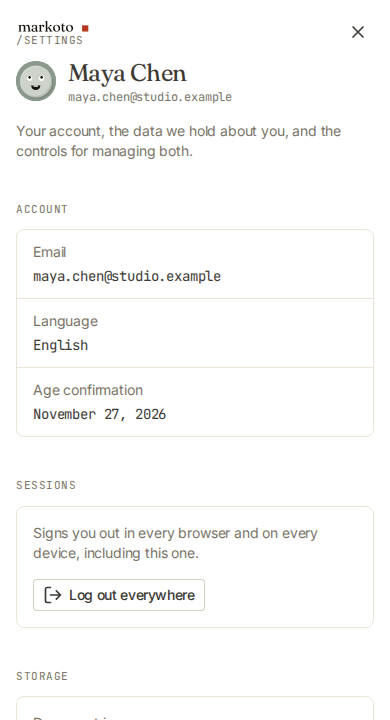 markoto
/SETTINGS
Maya Chen
maya.chen@studio.example
Your account, the data we hold about you, and the
controls for managing both.
ACCOUNT
Email
maya.chen@studio.example
Language
English
Age confirmation
November 27, 2026
SESSIONS
Signs you out in every browser and on every
device, including this one.
Log out everywhere
STORAGE